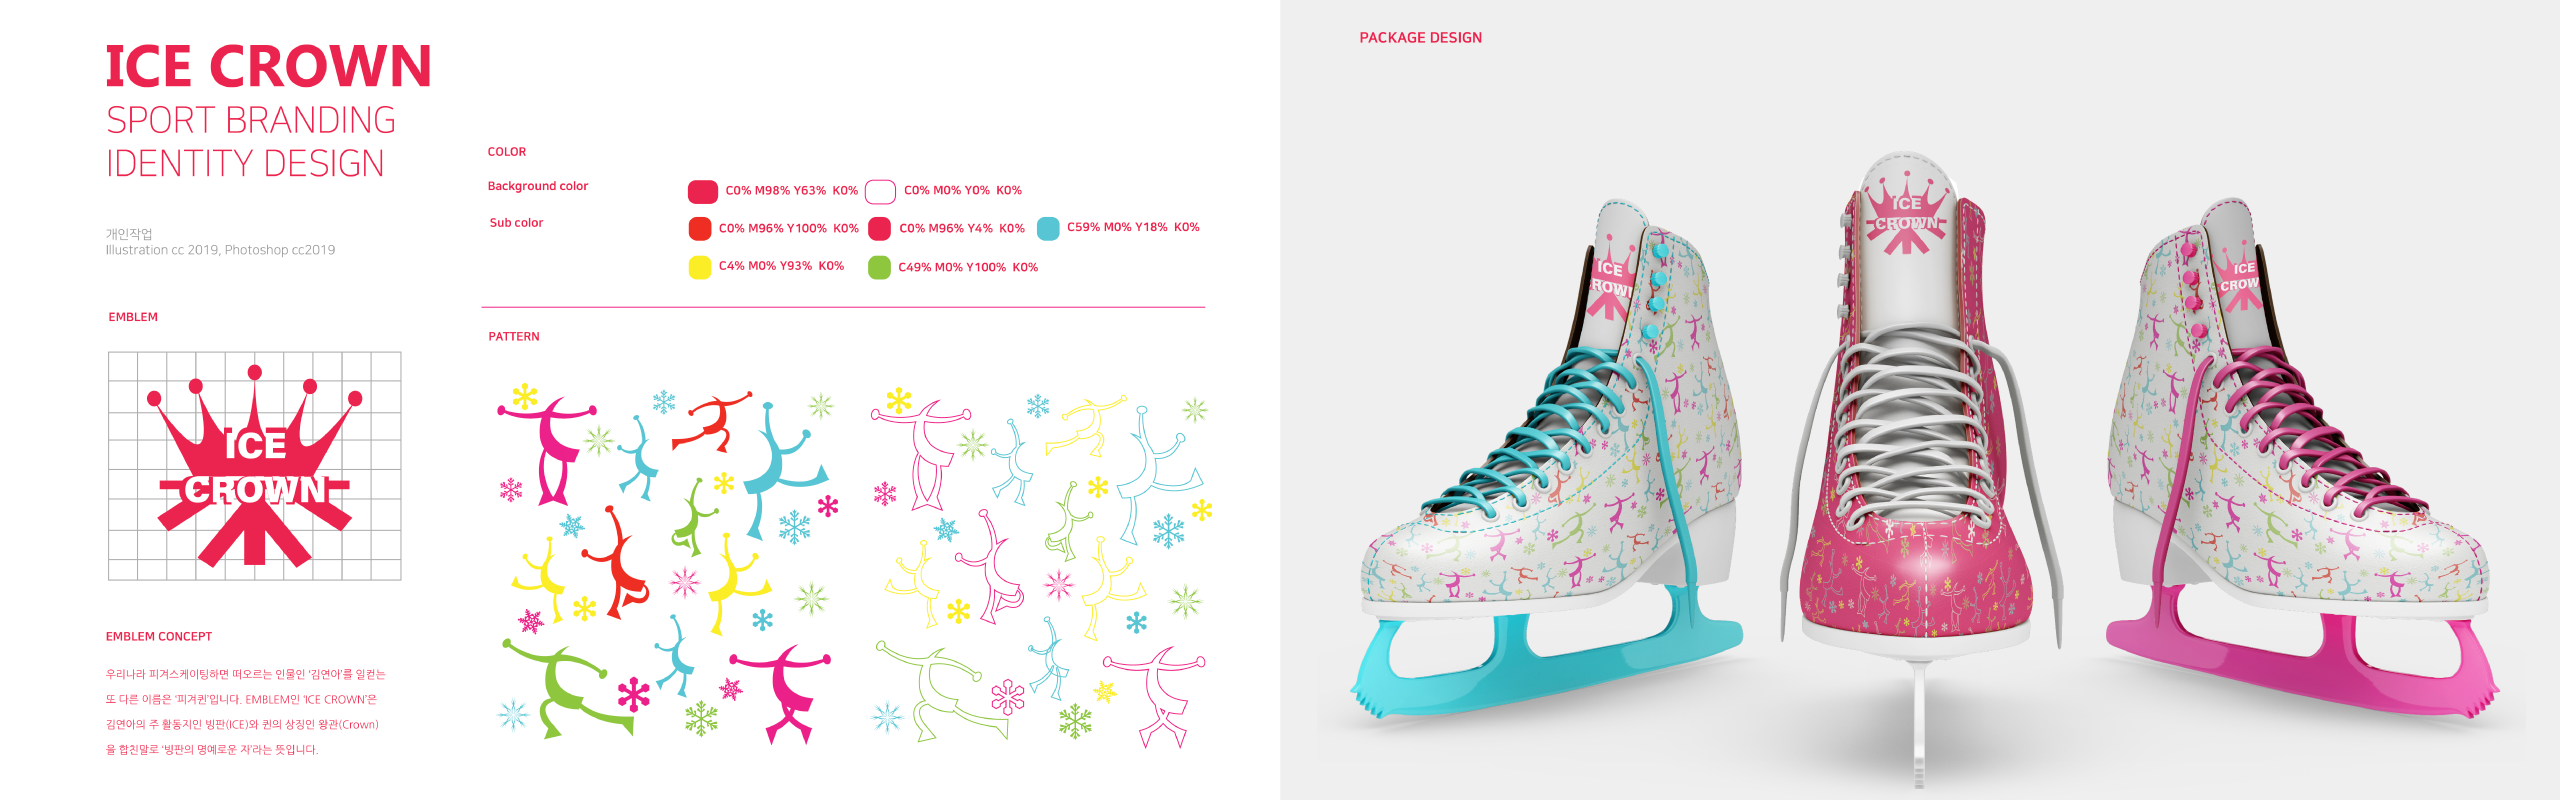 ICE CROWN
SPORT BRANDING
IDENTITY DESIGN
개인작업
Illustration cc 2019, Photoshop cc2019
EMBLEM
ICE
CROWN
EMBLEM CONCEPT
우리나라 피겨스케이팅하면 떠오르는 인물인 '김연아'를 일컫는
또 다른 이름은 '피겨퀸'입니다. EMBLEM인 'ICE CROWN'은
김연아의 주 활동지인 빙판(ICE)와 퀸의 상징인 왕관(Crown)
을 합친말로 '빙판의 명예로운 자'라는 뜻입니다.
COLOR
Background color
C0% M98% Y63% K0%
C0% M0% Y0% K0%
Sub color
C0% M96% Y100% K0%
C0% M96% Y4% K0%
C59% M0% Y18% K0%
C4% M0% Y93% K0%
C49% M0% Y100% K0%
PATTERN
PACKAGE DESIGN
ICE
CROWN
ICE
CROWN
ICE
CROW